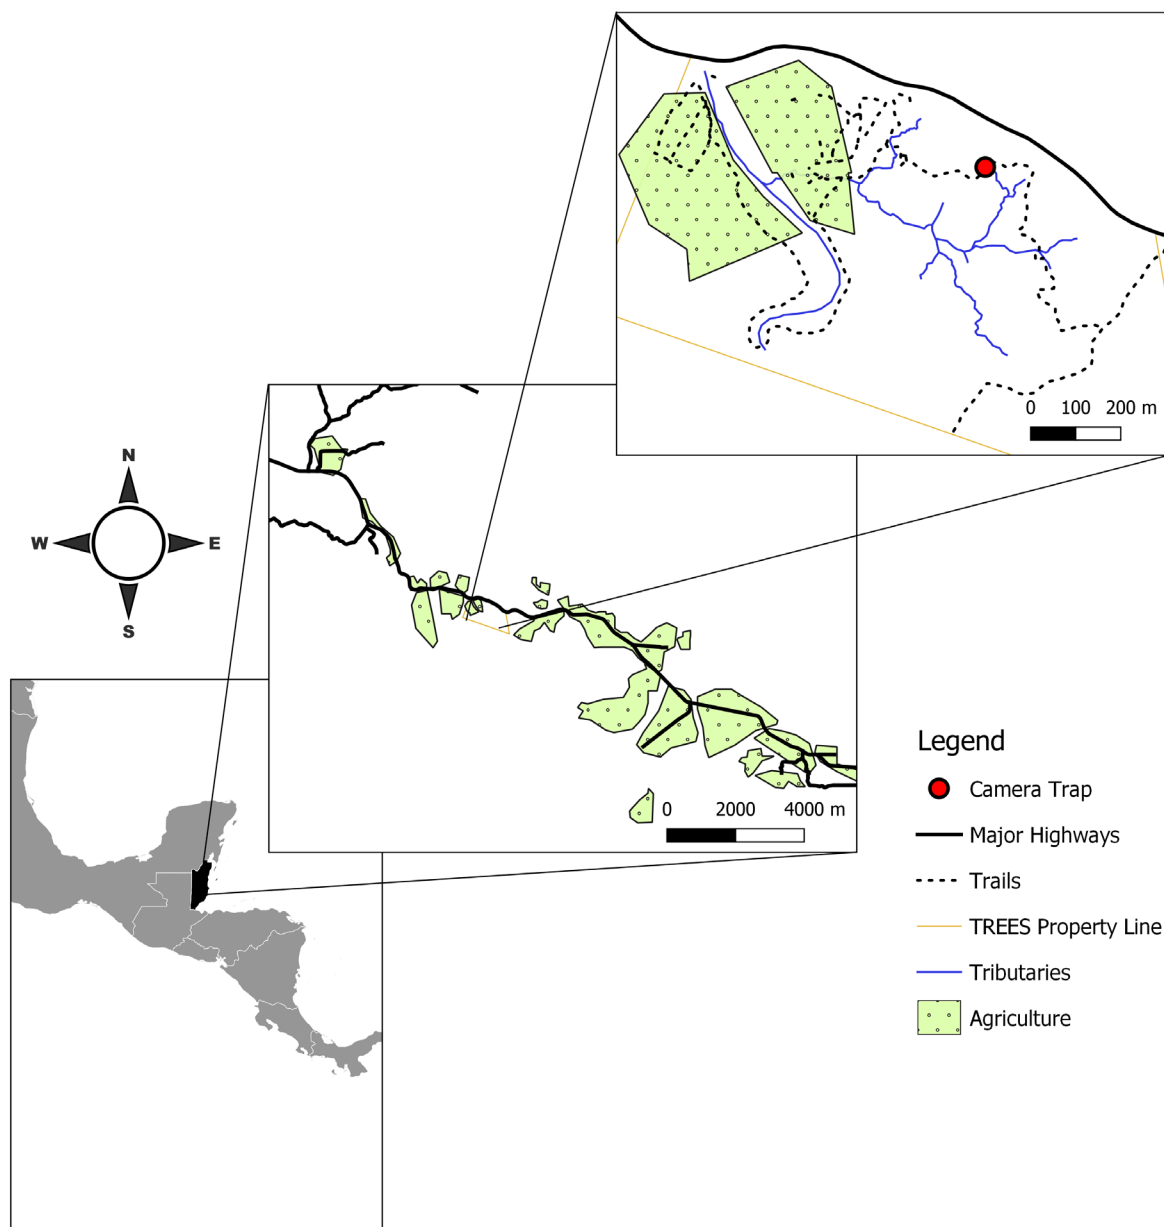 0 100 200 m
N
W E
S
0 2000 4000 m
Legend
Camera Trap
Major Highways
Trails
TREES Property Line
Tributaries
Agriculture